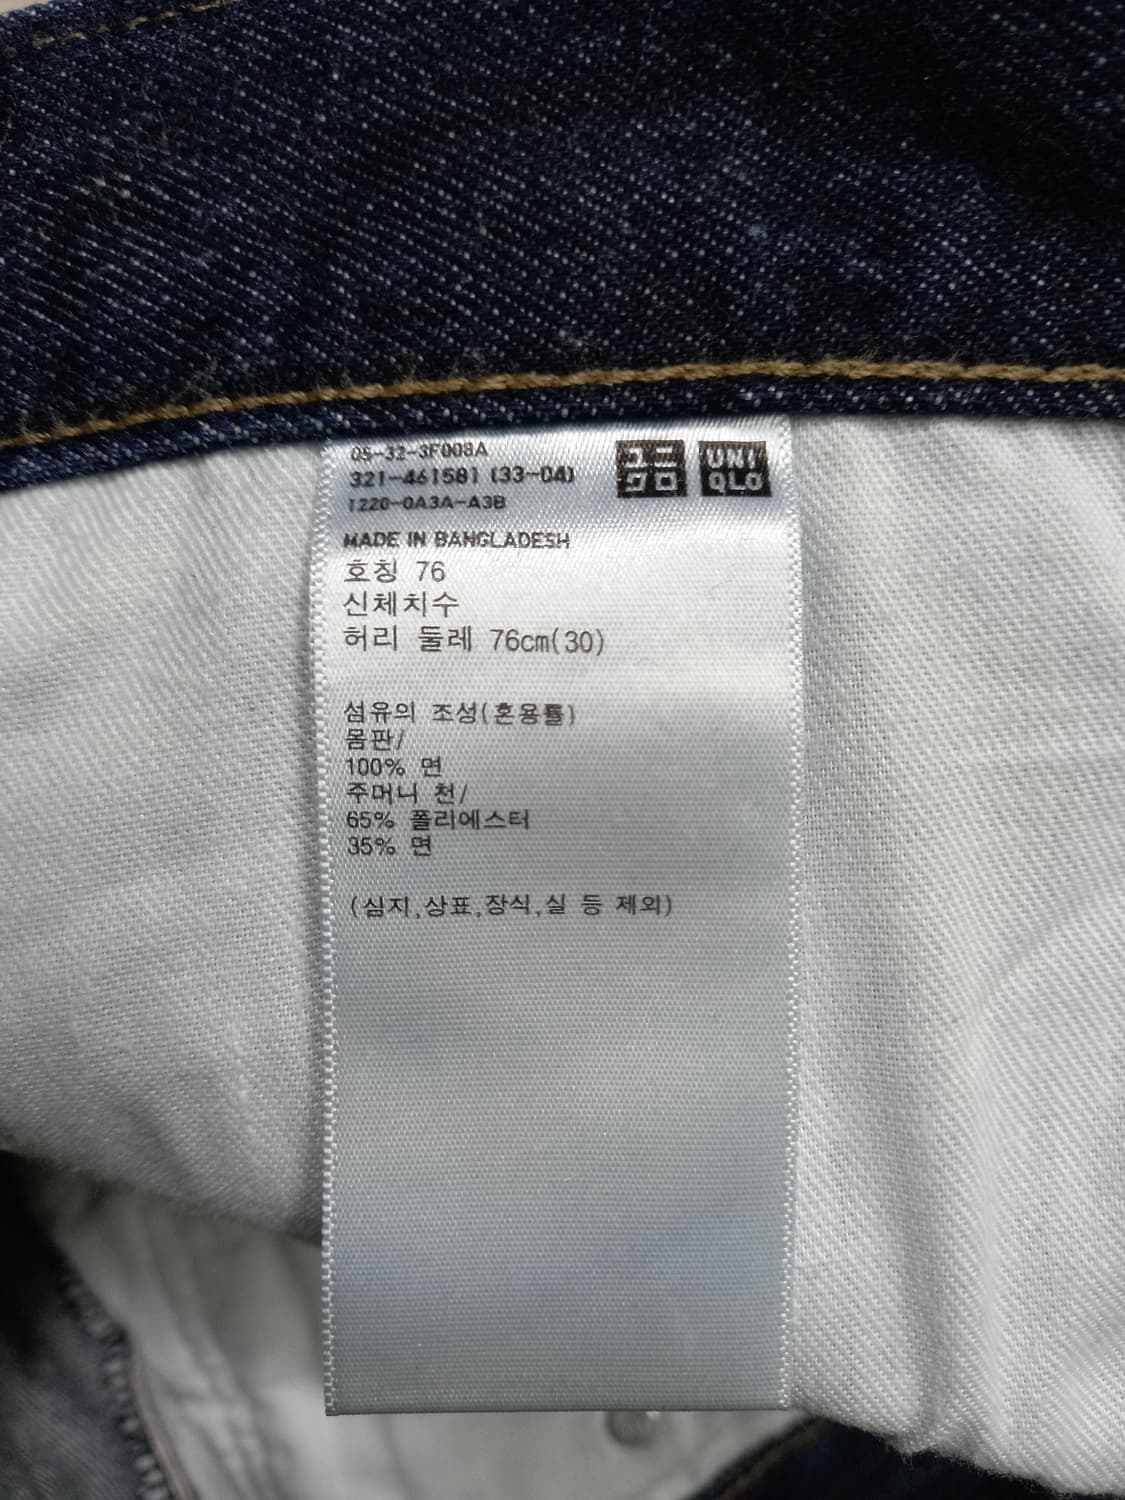 05-32-3F008A
321-461581 (33-04)
1220-0A3A-A3B
ユニ
クロ
UNI
QLO
MADE IN BANGLADESH
호칭 76
신체치수
허리 둘레 76cm(30)
섬유의 조성(혼용률)
몸판/
100% 면
주머니 천/
65% 폴리에스터
35% 면
(심지,상표,장식,실 등 제외)